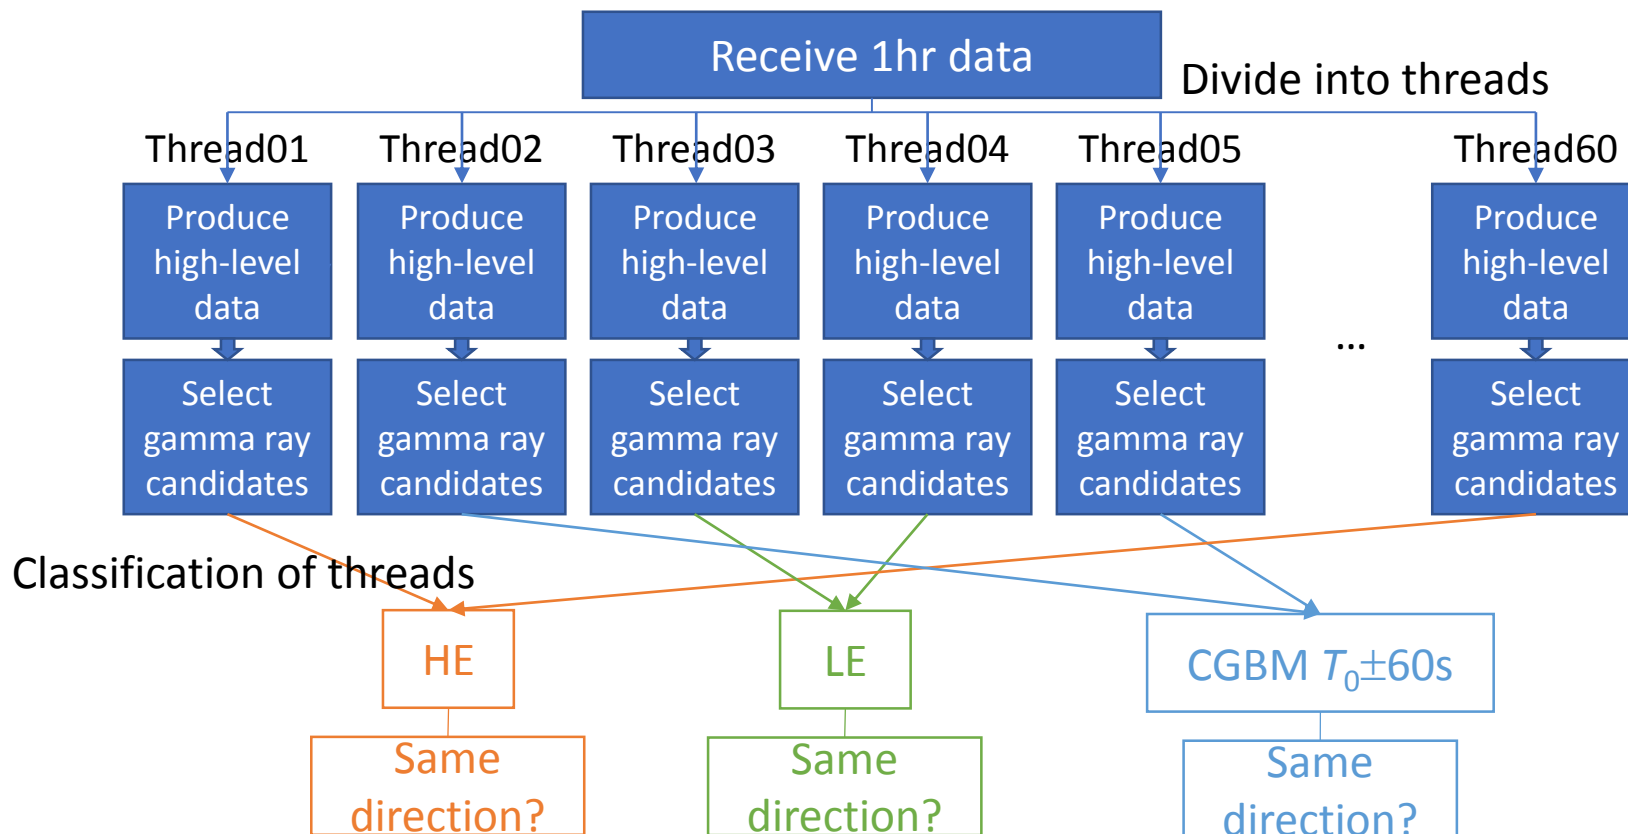 Receive 1hr data
Divide into threads
Thread01
Thread02
Thread03
Thread04
Thread05
Thread60
Produce
high-level
data
Produce
high-level
data
Produce
high-level
data
Produce
high-level
data
Produce
high-level
data
Produce
high-level
data
...
Select
gamma ray
candidates
Select
gamma ray
candidates
Select
gamma ray
candidates
Select
gamma ray
candidates
Select
gamma ray
candidates
Select
gamma ray
candidates
Classification of threads
HE
LE
CGBM T₀±60s
Same
direction?
Same
direction?
Same
direction?